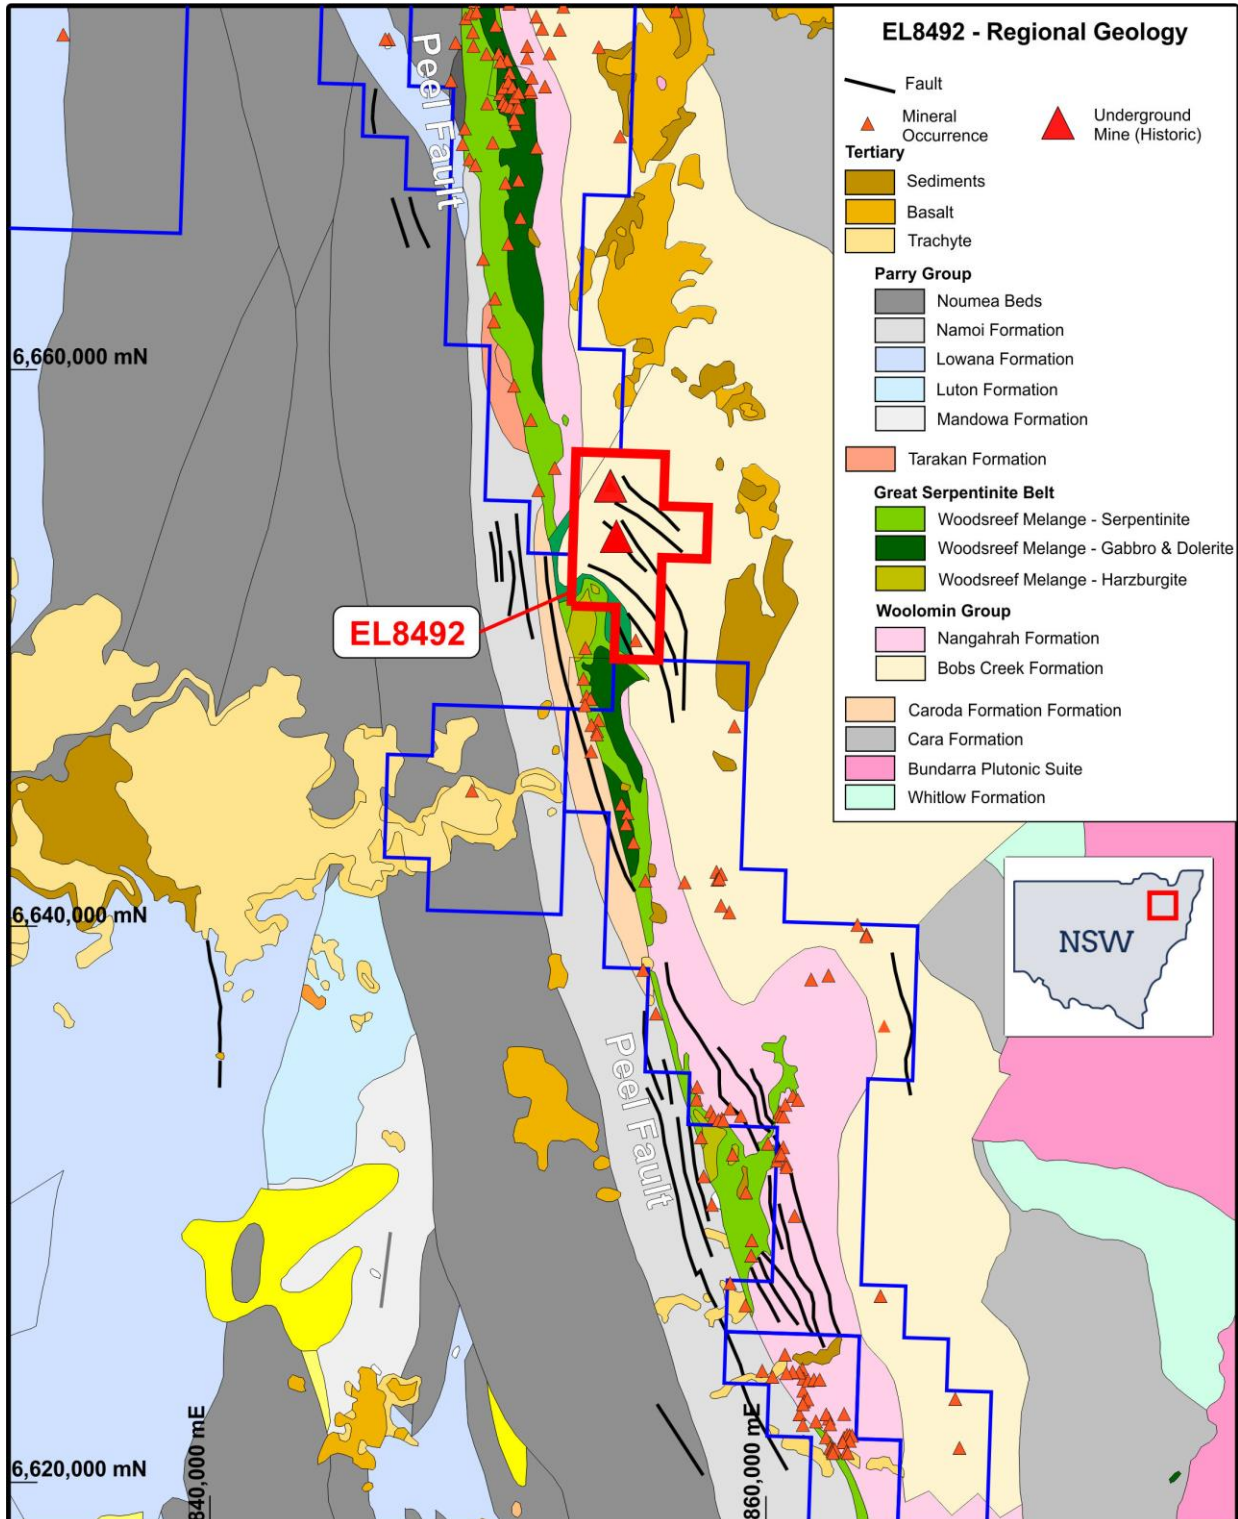 EL8492 - Regional Geology
Fault
Mineral
Occurrence
Underground
Mine (Historic)
Tertiary
Sediments
Basalt
Trachyte
Parry Group
Noumea Beds
Namoi Formation
Lowana Formation
Luton Formation
Mandowa Formation
Tarakan Formation
Great Serpentinite Belt
Woodsreef Melange - Serpentinite
Woodsreef Melange - Gabbro & Dolerite
Woodsreef Melange - Harzburgite
Woolomin Group
Nangahrah Formation
Bobs Creek Formation
Caroda Formation Formation
Cara Formation
Bundarra Plutonic Suite
Whitlow Formation
Peel Fault
6,660,000 mN
EL8492
6,640,000 mN
NSW
Peel Fault
6,620,000 mN
840,000 mE
860,000 mE